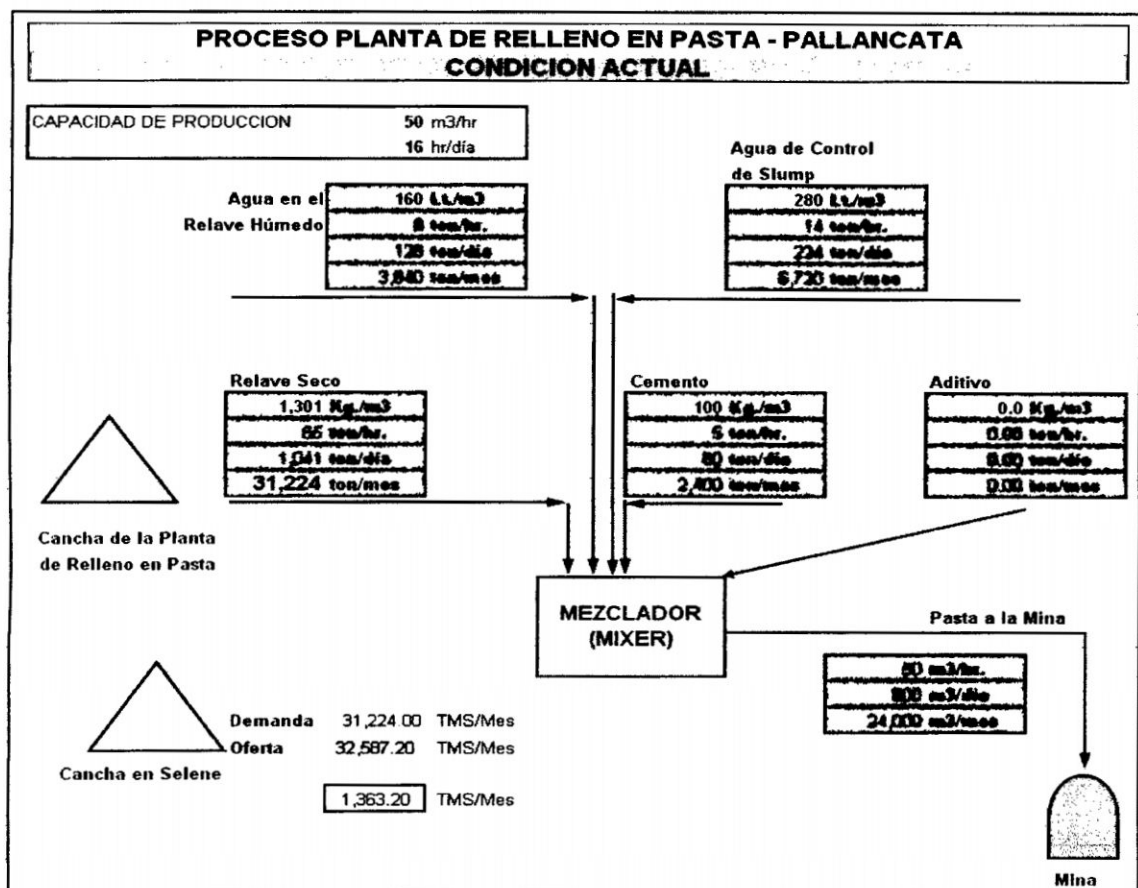 PROCESO PLANTA DE RELLENO EN PASTA - PALLANCATA
CONDICION ACTUAL
CAPACIDAD DE PRODUCCION 50 m3/hr
16 hr/día
Agua en el
Relave Húmedo
160 Lt./m3
8 ton/hr.
128 ton/día
3,840 ton/mes
Agua de Control
de Slump
280 Lt./m3
14 ton/hr.
224 ton/día
6,720 ton/mes
Relave Seco
1,301 Kg./m3
65 ton/hr.
1,041 ton/día
31,224 ton/mes
Cemento
100 Kg./m3
5 ton/hr.
80 ton/día
2,400 ton/mes
Aditivo
0.0 Kg./m3
0.00 ton/hr.
0.00 ton/día
0.00 ton/mes
Cancha de la Planta
de Relleno en Pasta
MEZCLADOR
(MIXER)
Pasta a la Mina
50 m3/hr.
800 m3/día
24,000 m3/mes
Demanda 31,224.00 TMS/Mes
Oferta 32,587.20 TMS/Mes
Cancha en Selene
1,363.20 TMS/Mes
Mina